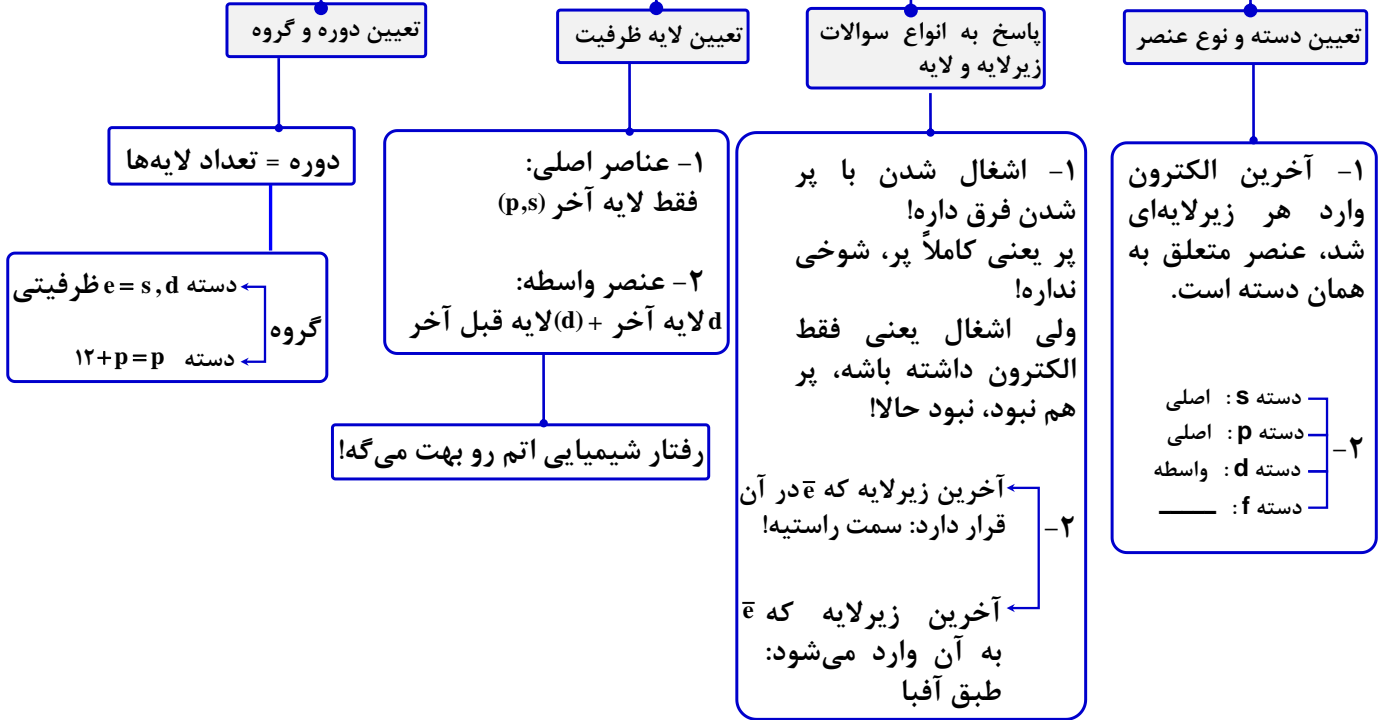 تعیین دسته و نوع عنصر
۱- آخرین الکترون
وارد هر زیرلایه‌ای
شد، عنصر متعلق به
همان دسته است.
۲-
دسته s : اصلی
دسته p : اصلی
دسته d : واسطه
دسته f : ـــــــ
پاسخ به انواع سوالات
زیرلایه و لایه
۱- اشغال شدن با پر
شدن فرق داره!
پر یعنی کاملاً پر، شوخی
نداره!
ولی اشغال یعنی فقط
الکترون داشته باشه، پر
هم نبود، نبود حالا!
۲-
آخرین زیرلایه که e̅ در آن
قرار دارد: سمت راستیه!
آخرین زیرلایه که e̅
به آن وارد می‌شود:
طبق آفبا
تعیین لایه ظرفیت
۱- عناصر اصلی:
فقط لایه آخر (p,s)
۲- عنصر واسطه:
d لایه آخر + (d) لایه قبل آخر
رفتار شیمیایی اتم رو بهت می‌گه!
تعیین دوره و گروه
دوره = تعداد لایه‌ها
گروه
دسته e = s , d ظرفیتی
دسته ۱۲+p = p